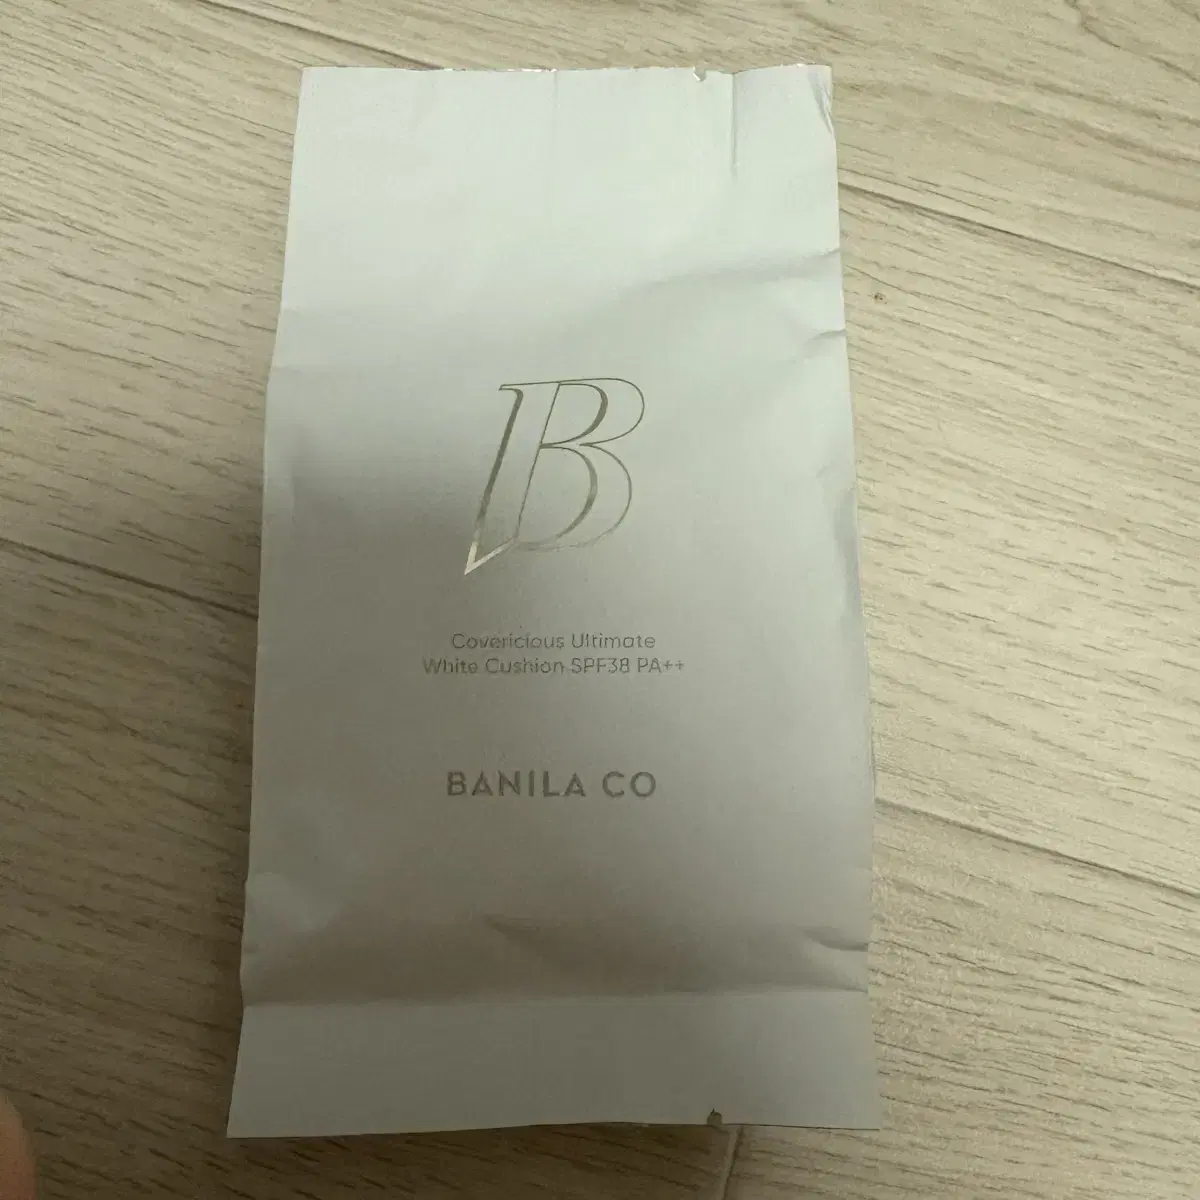 B
Covericious Ultimate
White Cushion SPF38 PA++
BANILA CO